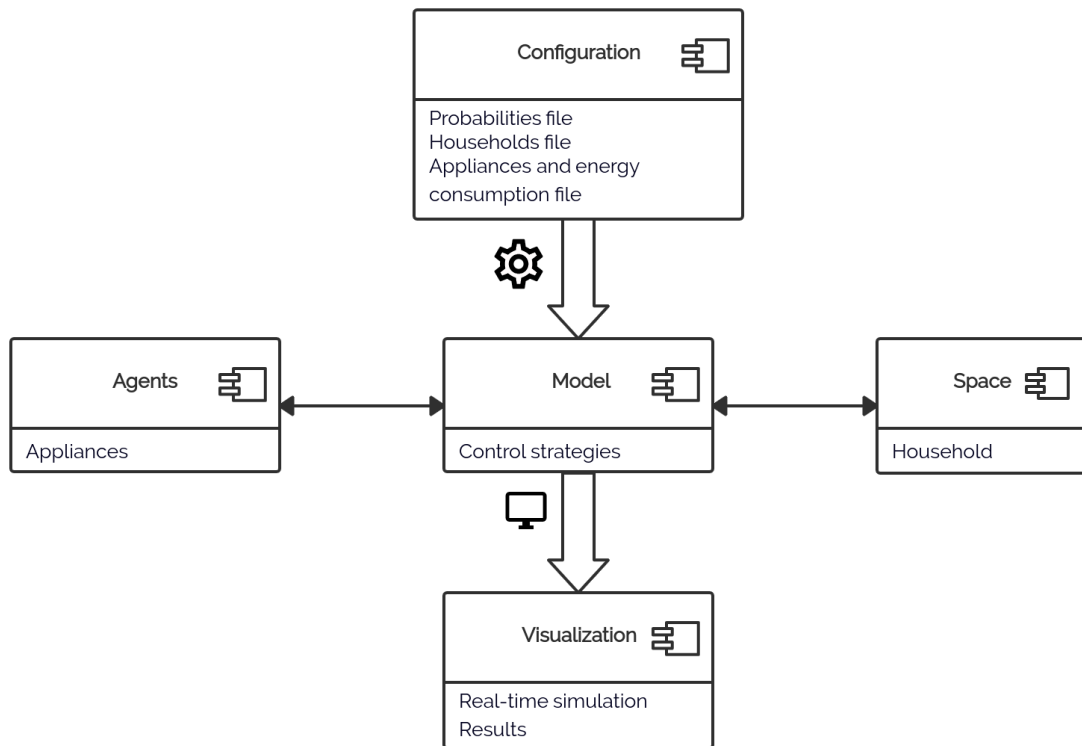 Configuration
Probabilities file
Households file
Appliances and energy
consumption file
Agents
Appliances
Model
Control strategies
Space
Household
Visualization
Real-time simulation
Results